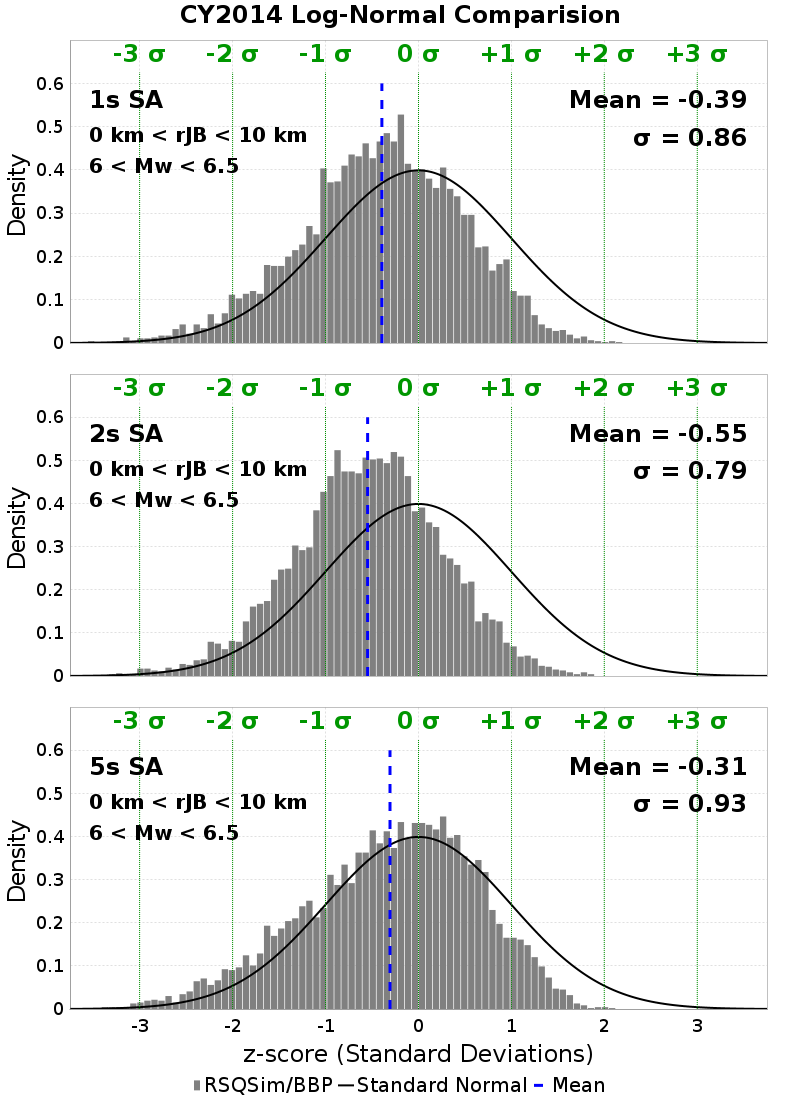 CY2014 Log-Normal Comparision
-3 σ -2 σ -1 σ 0 σ +1 σ +2 σ +3 σ
1s SA
0 km < rJB < 10 km
6 < Mw < 6.5
Mean = -0.39
σ = 0.86
0.6
0.5
0.4
0.3
0.2
0.1
0
Density
-3 σ -2 σ -1 σ 0 σ +1 σ +2 σ +3 σ
2s SA
0 km < rJB < 10 km
6 < Mw < 6.5
Mean = -0.55
σ = 0.79
0.6
0.5
0.4
0.3
0.2
0.1
0
Density
-3 σ -2 σ -1 σ 0 σ +1 σ +2 σ +3 σ
5s SA
0 km < rJB < 10 km
6 < Mw < 6.5
Mean = -0.31
σ = 0.93
0.6
0.5
0.4
0.3
0.2
0.1
0
Density
-3 -2 -1 0 1 2 3
z-score (Standard Deviations)
RSQSim/BBP Standard Normal Mean